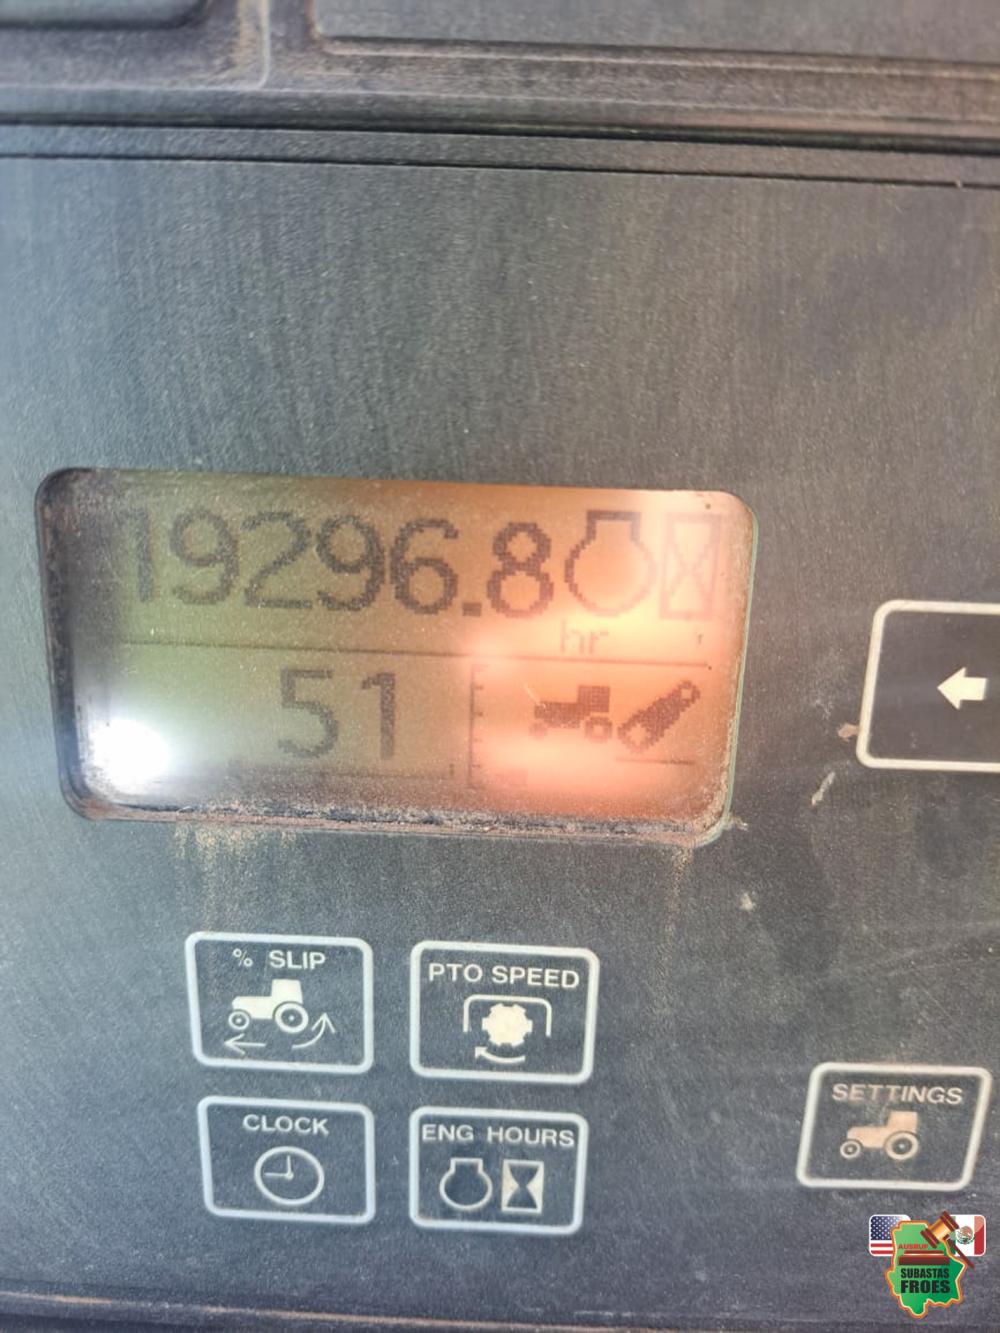 19296.8
hr
51
% SLIP
PTO SPEED
CLOCK
ENG HOURS
SETTINGS
SUBASTAS
FROES